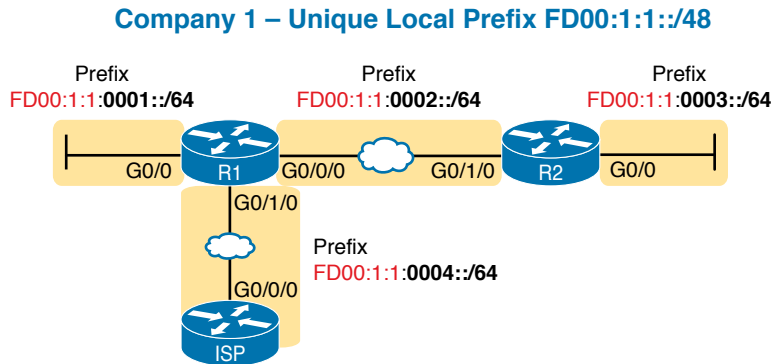 Company 1 – Unique Local Prefix FD00:1:1::/48
Prefix
FD00:1:1:0001::/64
Prefix
FD00:1:1:0002::/64
Prefix
FD00:1:1:0003::/64
G0/0
R1
G0/0/0
G0/1/0
R2
G0/0
G0/1/0
Prefix
FD00:1:1:0004::/64
G0/0/0
ISP